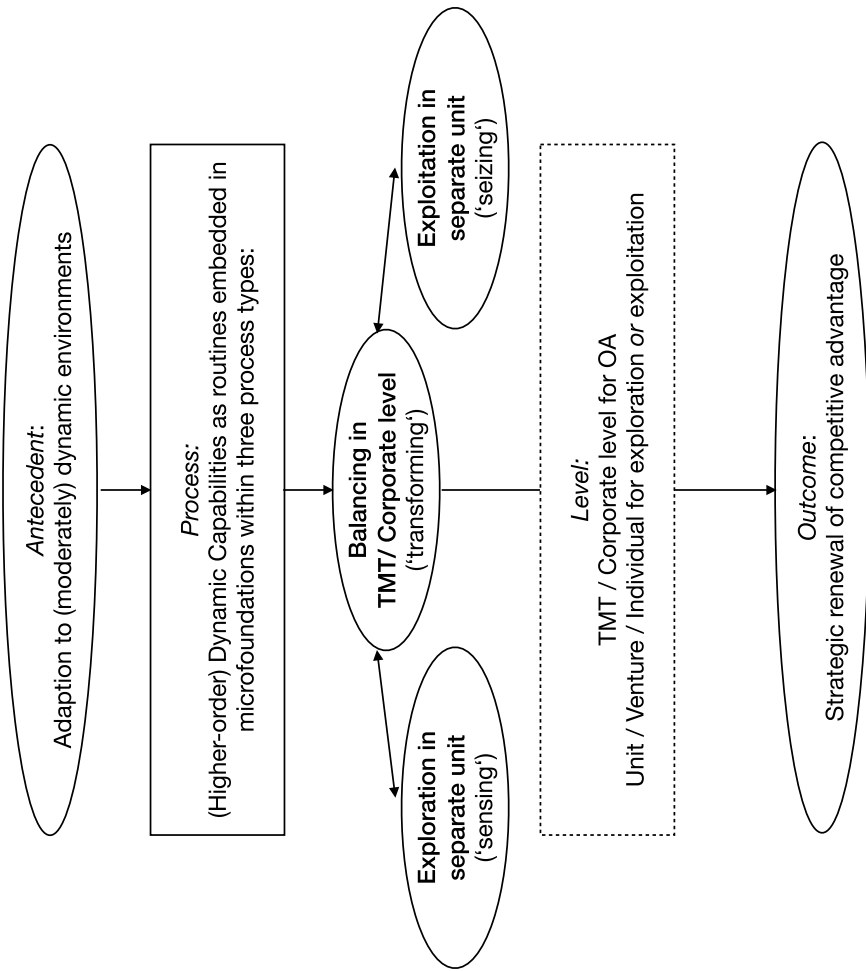 Antecedent:
Adaption to (moderately) dynamic environments
Process:
(Higher-order) Dynamic Capabilities as routines embedded in
microfoundations within three process types:
Balancing in
TMT/ Corporate level
(‘transforming‘)
Exploration in
separate unit
(‘sensing‘)
Exploitation in
separate unit
(‘seizing‘)
Level:
TMT / Corporate level for OA
Unit / Venture / Individual for exploration or exploitation
Outcome:
Strategic renewal of competitive advantage